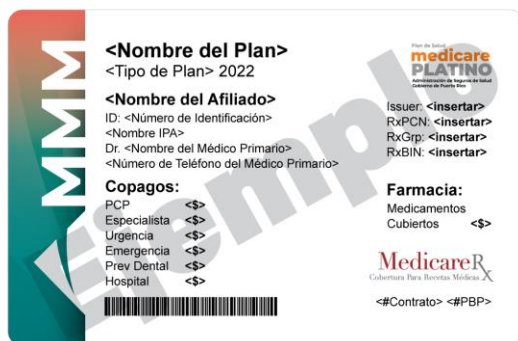 MMM
<Nombre del Plan>
<Tipo de Plan> 2022
<Nombre del Afiliado>
ID: <Número de Identificación>
<Nombre IPA>
Dr. <Nombre del Médico Primario>
<Número de Teléfono del Médico Primario>
Copagos:
PCP <$>
Especialista <$>
Urgencia <$>
Emergencia <$>
Prev Dental <$>
Hospital <$>
Plan de Salud
medicare
PLATINO
Administración de Seguros de Salud
Gobierno de Puerto Rico
Issuer: <insertar>
RxPCN: <insertar>
RxGrp: <insertar>
RxBIN: <insertar>
Farmacia:
Medicamentos
Cubiertos <$>
MedicareRx
Cobertura Para Recetas Médicas
<#Contrato> <#PBP>
Ejemplo